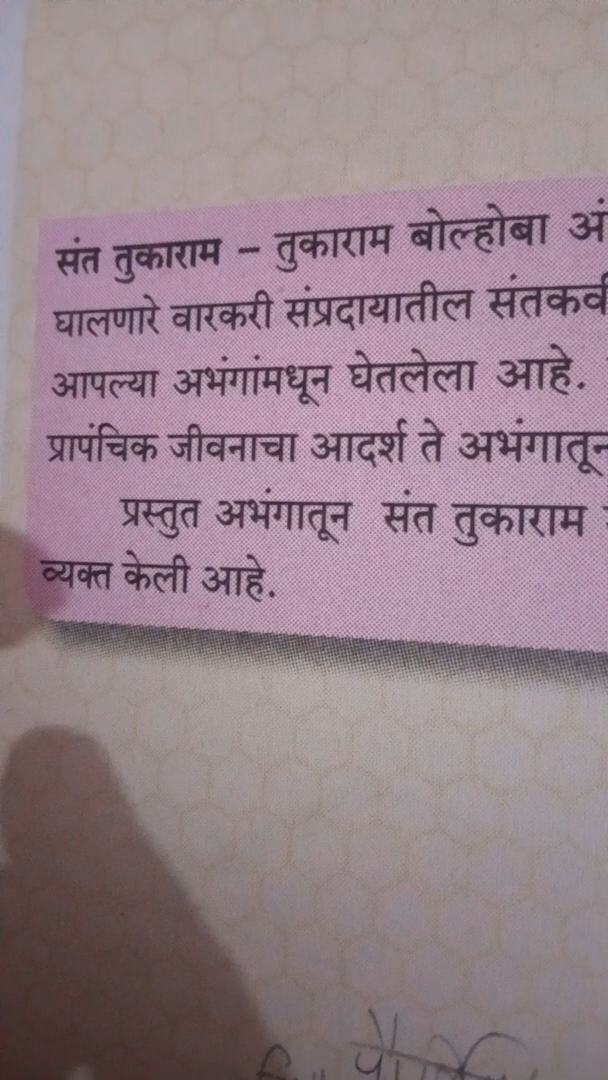 संत तुकाराम – तुकाराम बोल्होबा
घालणारे वारकरी संप्रदायातील
आपल्या अभंगांमधून घेतलेला आहे.
प्रापंचिक जीवनाचा आदर्श ते
प्रस्तुत अभंगातून संत तुकाराम
व्यक्त केली आहे.